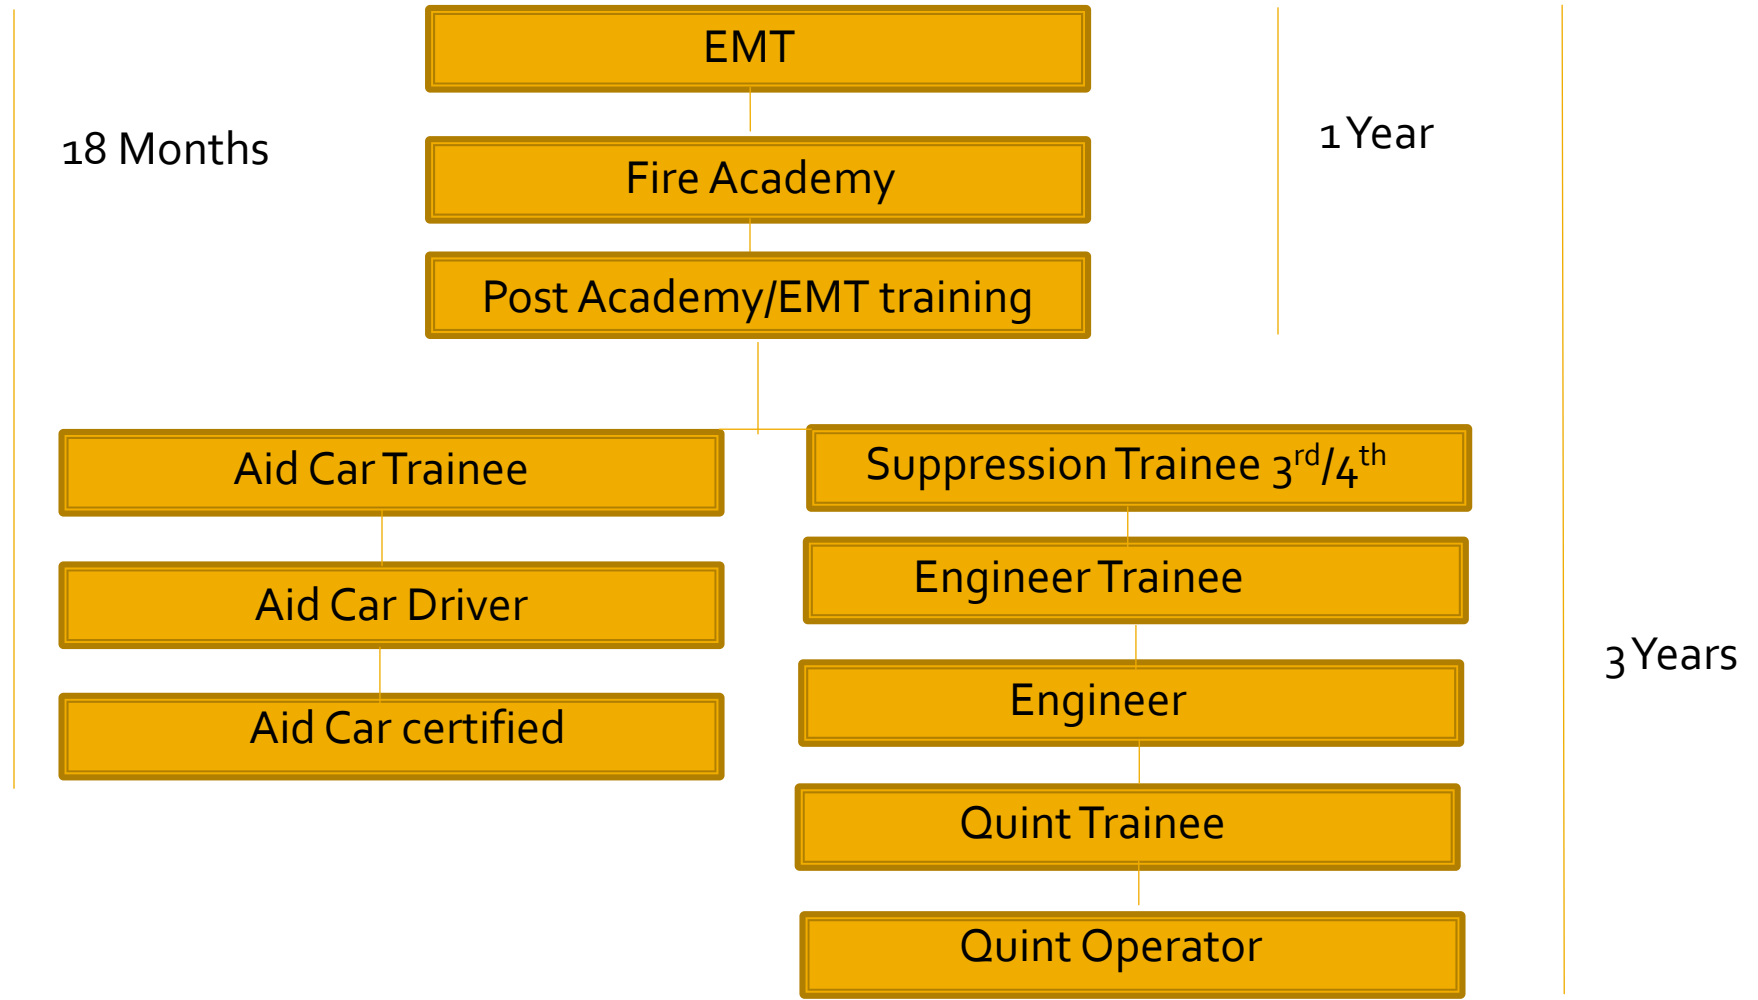 EMT
18 Months
1 Year
Fire Academy
Post Academy/EMT training
Aid Car Trainee
Suppression Trainee 3rd/4th
Engineer Trainee
Aid Car Driver
3 Years
Engineer
Aid Car certified
Quint Trainee
Quint Operator